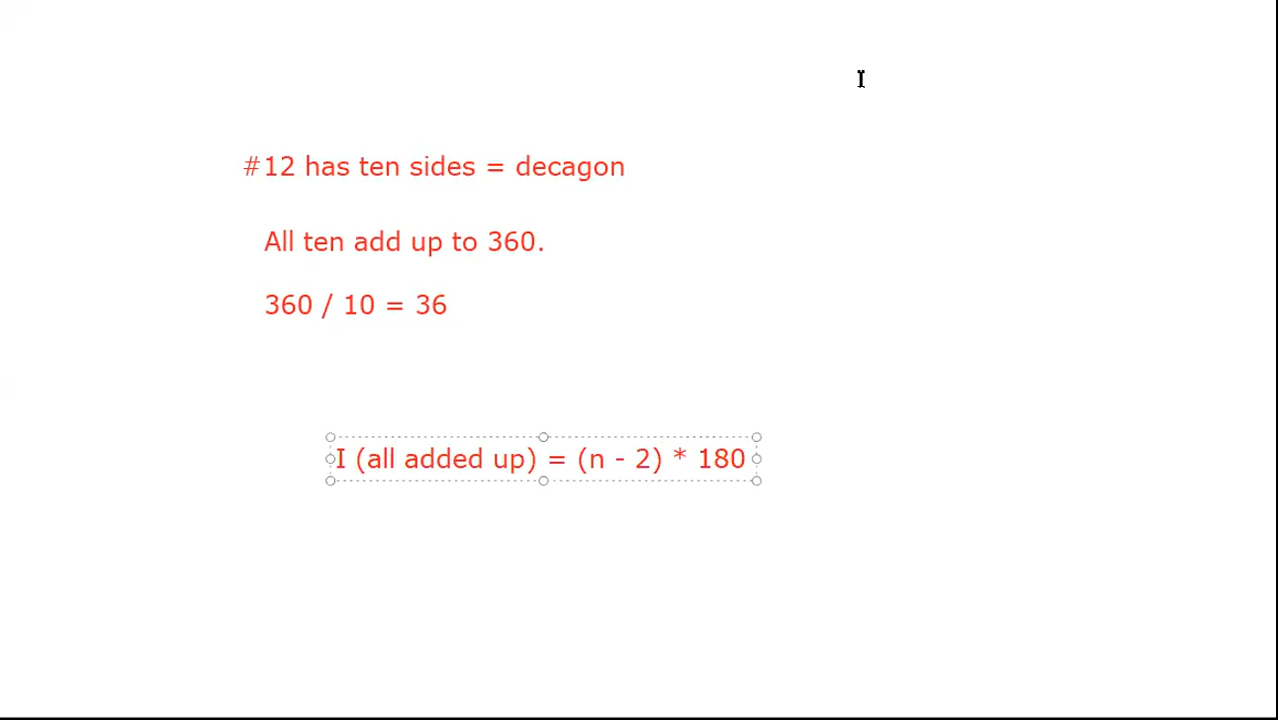 #12 has ten sides = decagon
All ten add up to 360.
360 / 10 = 36
I (all added up) = (n - 2) * 180